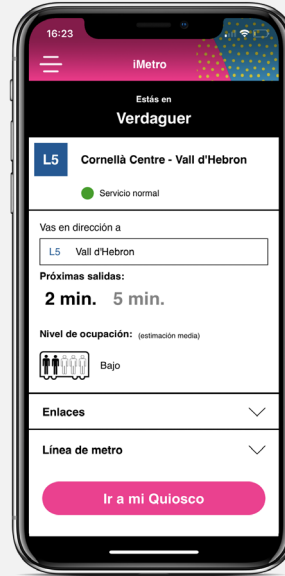 16:23
iMetro
Estás en
Verdaguer
L5 Cornellà Centre - Vall d'Hebron
Servicio normal
Vas en dirección a
L5 Vall d'Hebron
Próximas salidas:
2 min. 5 min.
Nivel de ocupación: (estimación media)
Bajo
Enlaces
Línea de metro
Ir a mi Quiosco